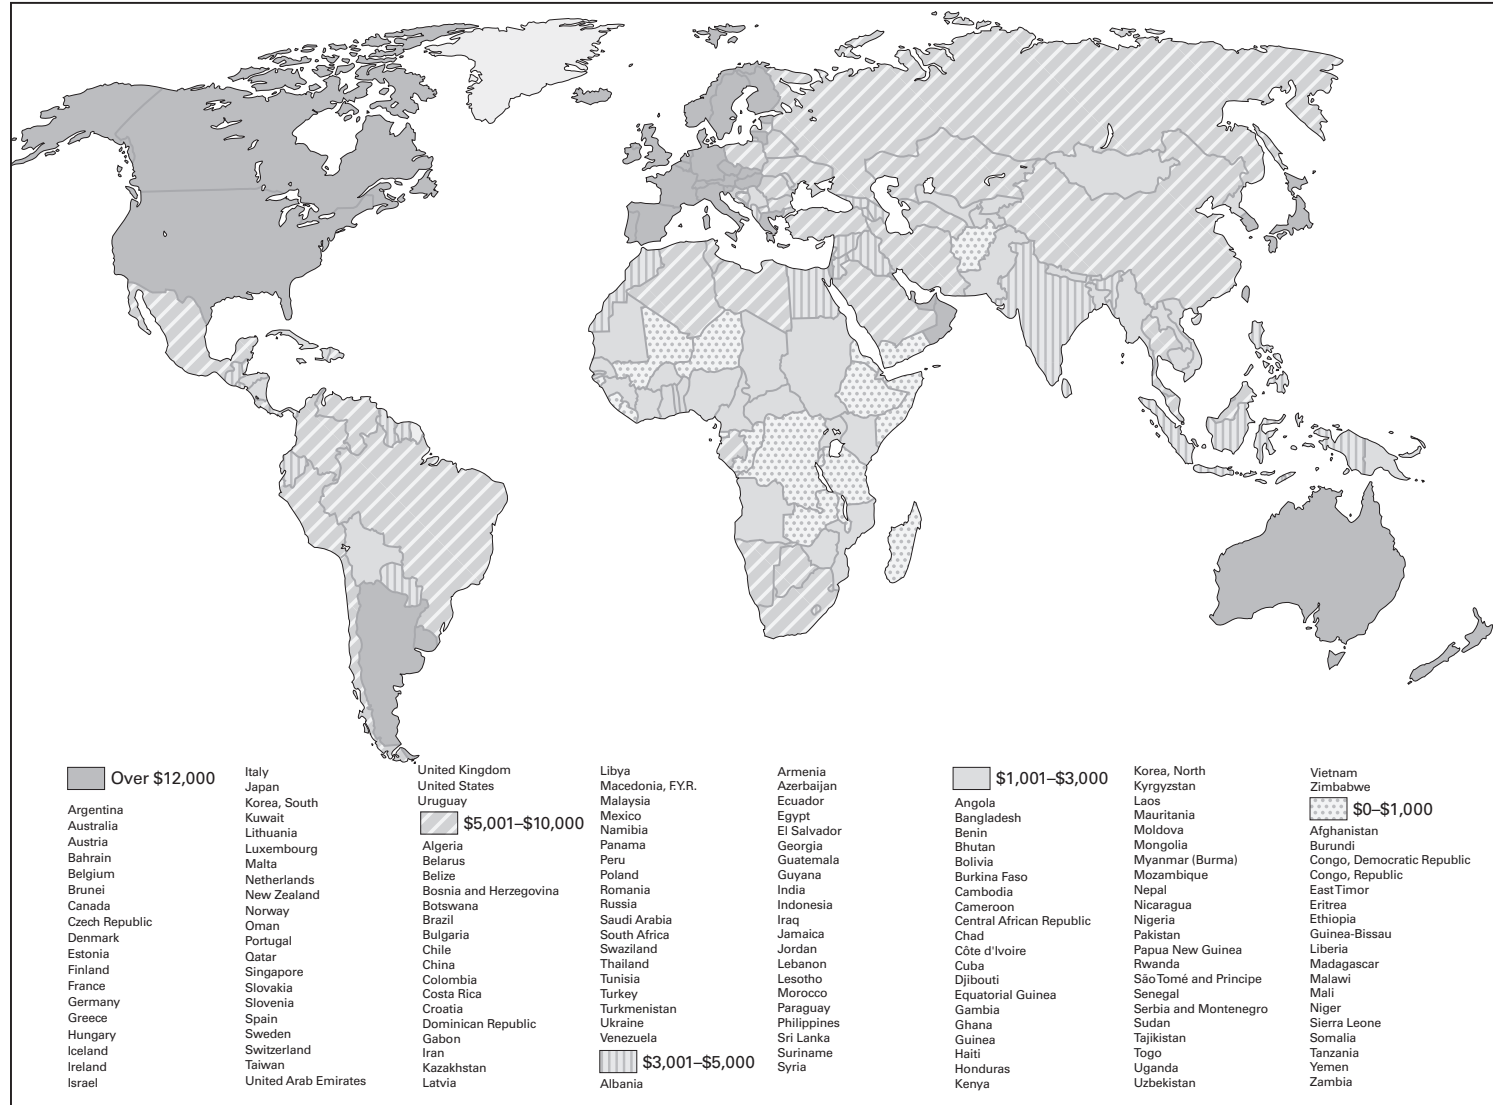 Over $12,000
Argentina
Australia
Austria
Bahrain
Belgium
Brunei
Canada
Czech Republic
Denmark
Estonia
Finland
France
Germany
Greece
Hungary
Iceland
Ireland
Israel
Italy
Japan
Korea, South
Kuwait
Lithuania
Luxembourg
Malta
Netherlands
New Zealand
Norway
Oman
Portugal
Qatar
Singapore
Slovakia
Slovenia
Spain
Sweden
Switzerland
Taiwan
United Arab Emirates
United Kingdom
United States
Uruguay
$5,001–$10,000
Algeria
Belarus
Belize
Bosnia and Herzegovina
Botswana
Brazil
Bulgaria
Chile
China
Colombia
Costa Rica
Croatia
Dominican Republic
Gabon
Iran
Kazakhstan
Latvia
Libya
Macedonia, F.Y.R.
Malaysia
Mexico
Namibia
Panama
Peru
Poland
Romania
Russia
Saudi Arabia
South Africa
Swaziland
Thailand
Tunisia
Turkey
Turkmenistan
Ukraine
Venezuela
$3,001–$5,000
Albania
Armenia
Azerbaijan
Ecuador
Egypt
El Salvador
Georgia
Guatemala
Guyana
India
Indonesia
Iraq
Jamaica
Jordan
Lebanon
Lesotho
Morocco
Paraguay
Philippines
Sri Lanka
Suriname
Syria
$1,001–$3,000
Angola
Bangladesh
Benin
Bhutan
Bolivia
Burkina Faso
Cambodia
Cameron
Central African Republic
Chad
Côte d'Ivoire
Cuba
Djibouti
Equatorial Guinea
Gambia
Ghana
Guinea
Haiti
Honduras
Kenya
Korea, North
Kyrgyzstan
Laos
Mauritania
Moldova
Mongolia
Myanmar (Burma)
Mozambique
Nepal
Nicaragua
Nigeria
Pakistan
Papua New Guinea
Rwanda
São Tomé and Principe
Senegal
Serbia and Montenegro
Sudan
Tajikistan
Togo
Uganda
Uzbekistan
Vietnam
Zimbabwe
$0–$1,000
Afghanistan
Burundi
Congo, Democratic Republic
Congo, Republic
East Timor
Eritrea
Ethiopia
Guinea-Bissau
Liberia
Madagascar
Malawi
Mali
Niger
Sierra Leone
Somalia
Tanzania
Yemen
Zambia